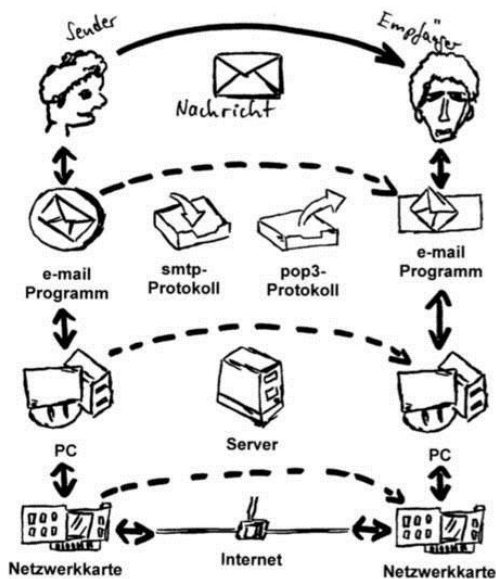 Sender
Empfänger
Nachricht
e-mail
Programm
smtp-
Protokoll
pop3-
Protokoll
e-mail
Programm
PC
Server
PC
Netzwerkkarte
Internet
Netzwerkkarte